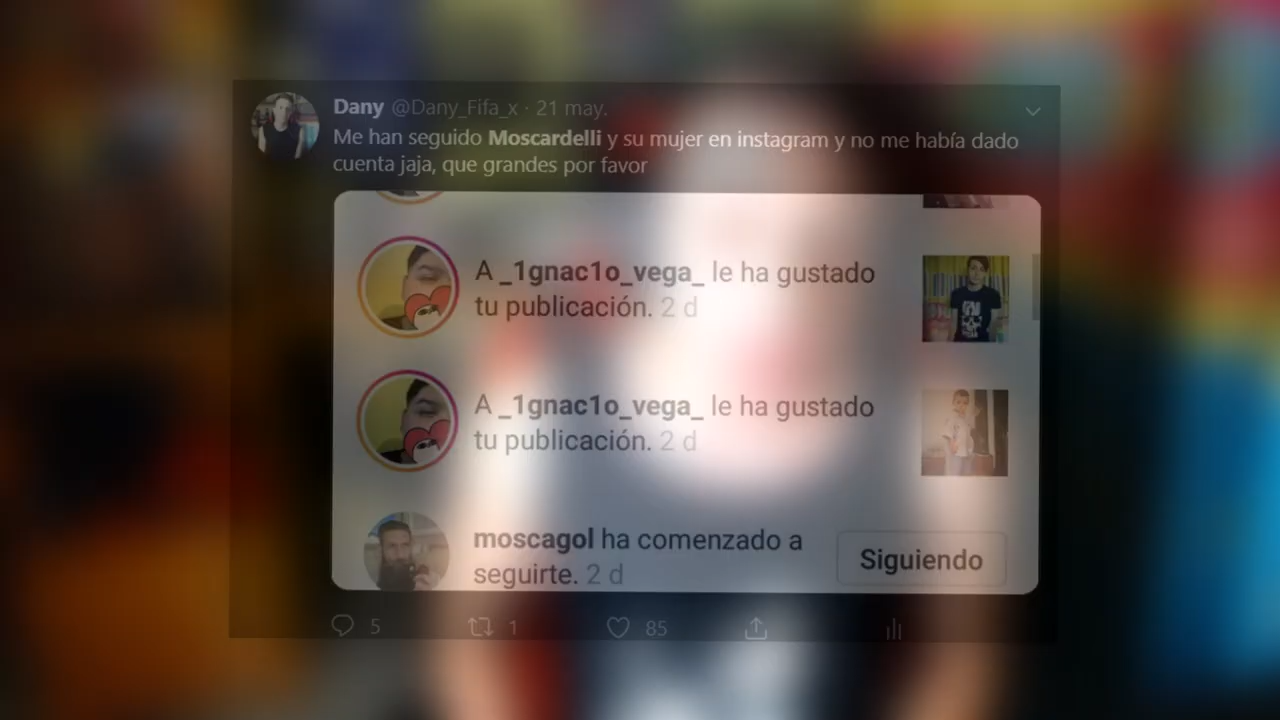 Dany @Dany_Fifa_x · 21 may.
Me han seguido Moscardelli y su mujer en instagram y no me había dado
cuenta jaja, que grandes por favor
A _1gnac1o_vega_ le ha gustado
tu publicación. 2 d
A _1gnac1o_vega_ le ha gustado
tu publicación. 2 d
moscagol ha comenzado a
seguirte. 2 d
Siguiendo
5 1 85